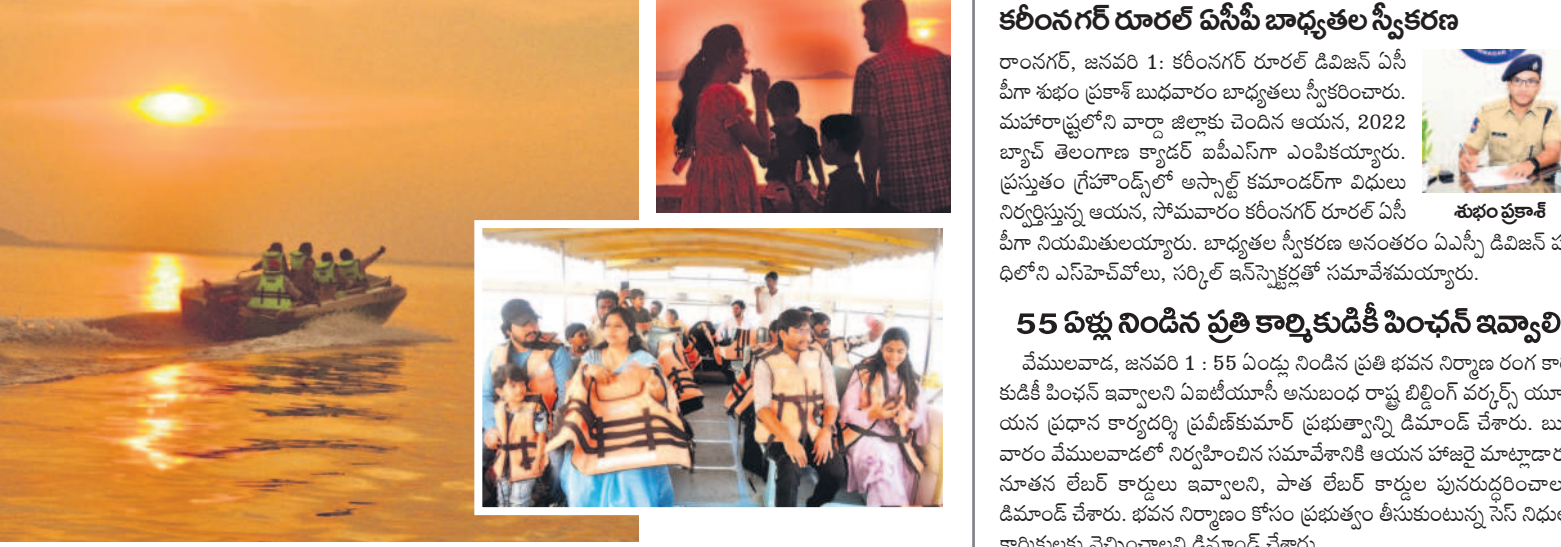 కరీంనగర్ రూరల్ ఏసీపీ బాధ్యతల స్వీకరణ
రాంనగర్, జనవరి 1: కరీంనగర్ రూరల్ డివిజన్ ఏసీ
పీగా శుభం ప్రకాశ్ బుధవారం బాధ్యతలు స్వీకరించారు.
మహారాష్ట్రలోని వార్దా జిల్లాకు చెందిన ఆయన, 2022
బ్యాచ్ తెలంగాణ క్యాడర్ ఐపీఎస్‌గా ఎంపికయ్యారు.
ప్రస్తుతం గ్రేహౌండ్స్‌లో అస్సాల్ట్ కమాండర్‌గా విధులు
నిర్వర్తిస్తున్న ఆయన, సోమవారం కరీంనగర్ రూరల్ ఏసీ
శుభం ప్రకాశ్
పీగా నియమితులయ్యారు. బాధ్యతల స్వీకరణ అనంతరం ఏఎస్పీ డివిజన్
ధిలోని ఎస్‌హెచ్‌వోలు, సర్కిల్ ఇన్‌స్పెక్టర్లతో సమావేశమయ్యారు.
55 ఏళ్లు నిండిన ప్రతి కార్మికుడికీ పింఛన్ ఇవ్వాలి
వేములవాడ, జనవరి 1 : 55 ఏండ్లు నిండిన ప్రతి భవన నిర్మాణ రంగ
కుడికీ పింఛన్ ఇవ్వాలని ఏఐటీయూసీ అనుబంధ రాష్ట్ర బిల్డింగ్ వర్కర్స్ యూ
యన ప్రధాన కార్యదర్శి ప్రవీణ్‌కుమార్ ప్రభుత్వాన్ని డిమాండ్ చేశారు. బు
వారం వేములవాడలో నిర్వహించిన సమావేశానికి ఆయన హాజరై మాట్లాడార
నూతన లేబర్ కార్డులు ఇవ్వాలని, పాత లేబర్ కార్డుల పునరుద్ధరించాల
డిమాండ్ చేశారు. భవన నిర్మాణం కోసం ప్రభుత్వం తీసుకుంటున్న సెస్ నిధుల